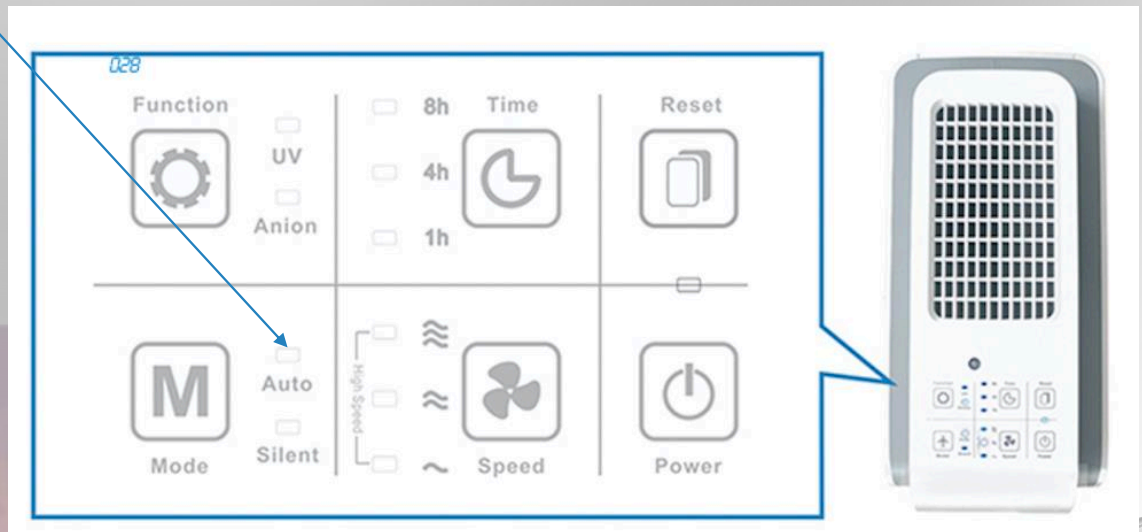 028
Function
UV
Anion
8h
4h
1h
Time
Reset
M
Mode
Auto
Silent
High Speed
Speed
Power